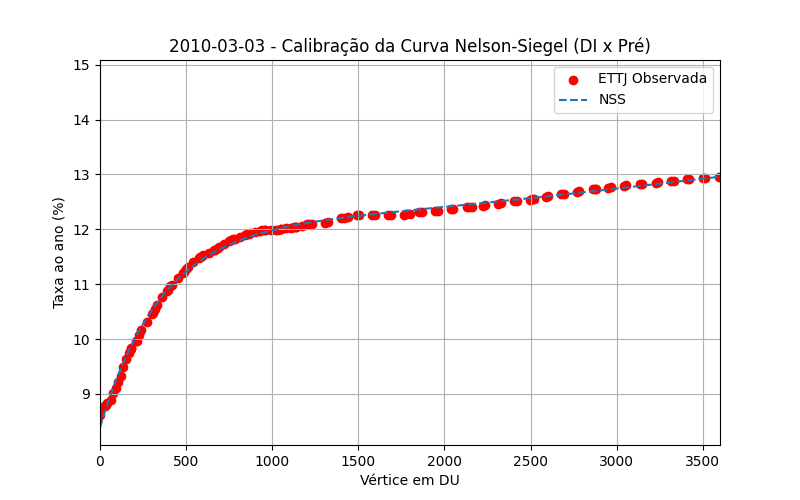 2010-03-03 - Calibração da Curva Nelson-Siegel (DI x Pré)
ETTJ Observada
NSS
Taxa ao ano (%)
15
14
13
12
11
10
9
0 500 1000 1500 2000 2500 3000 3500
Vértice em DU